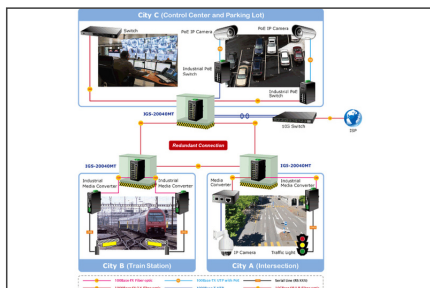 City C (Control Center and Parking Lot)
Switch
PoE IP Camera
PoE IP Camera
Industrial PoE
Switch
Industrial PoE
Switch
IGS-20040MT
VSS Switch
ISP
Redundant Connection
IGS-20040MT
IGS-20040MT
Industrial
Media Converter
Industrial
Media Converter
Media
Converter
Industrial
Media Converter
IP Camera
Traffic Light
City B (Train Station)
City A (Intersection)